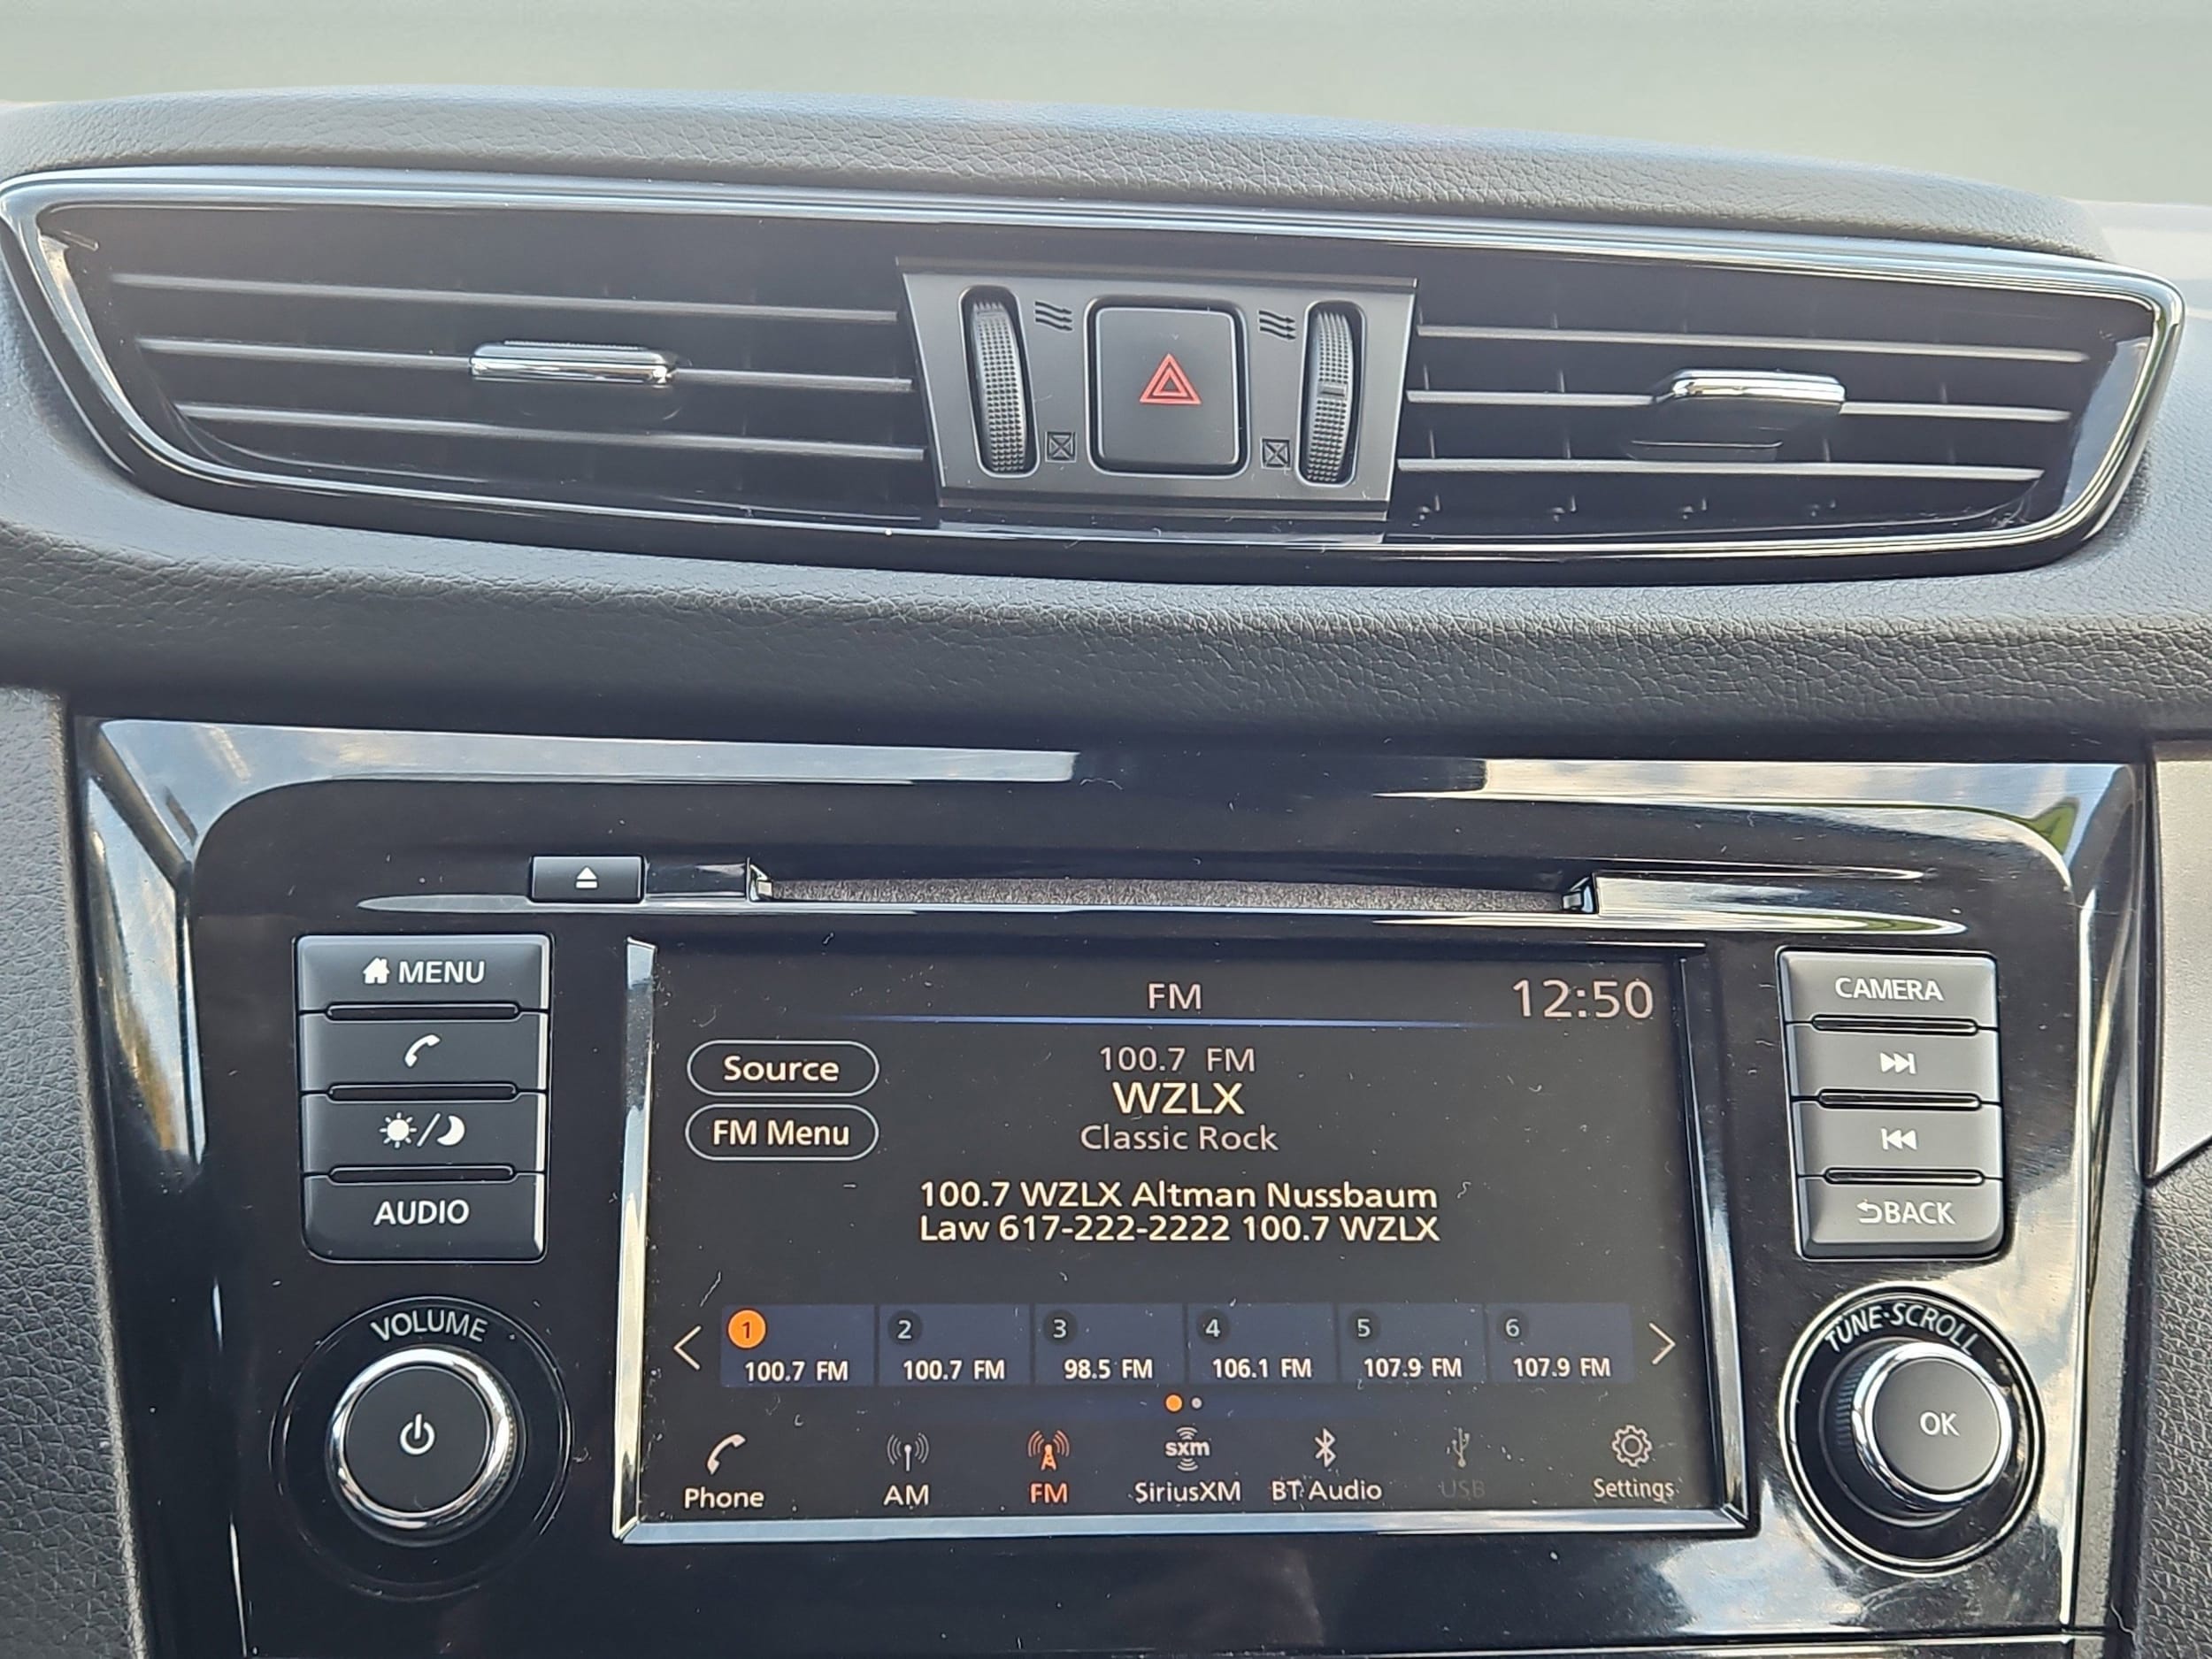 MENU
AUDIO
VOLUME
FM
12:50
Source
FM Menu
100.7 FM
WZLX
Classic Rock
100.7 WZLX Altman Nussbaum
Law 617-222-2222 100.7 WZLX
1
2
3
4
5
6
100.7 FM
100.7 FM
98.5 FM
106.1 FM
107.9 FM
107.9 FM
Phone
AM
FM
sxm
SiriusXM
BT Audio
USB
Settings
CAMERA
BACK
TUNE·SCROLL
OK